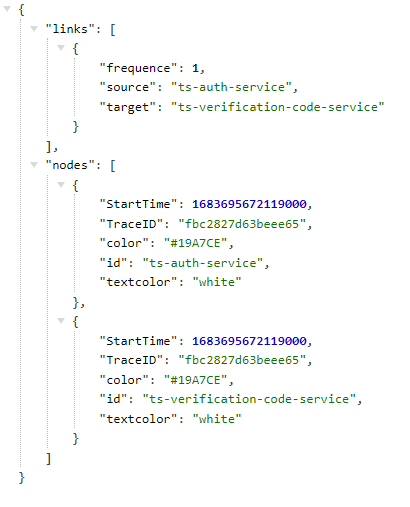 {
"links": [
{
"frequence": 1,
"source": "ts-auth-service",
"target": "ts-verification-code-service"
}
],
"nodes": [
{
"StartTime": 1683695672119000,
"TraceID": "fbc2827d63beee65",
"color": "#19A7CE",
"id": "ts-auth-service",
"textcolor": "white"
},
{
"StartTime": 1683695672119000,
"TraceID": "fbc2827d63beee65",
"color": "#19A7CE",
"id": "ts-verification-code-service",
"textcolor": "white"
}
]
}